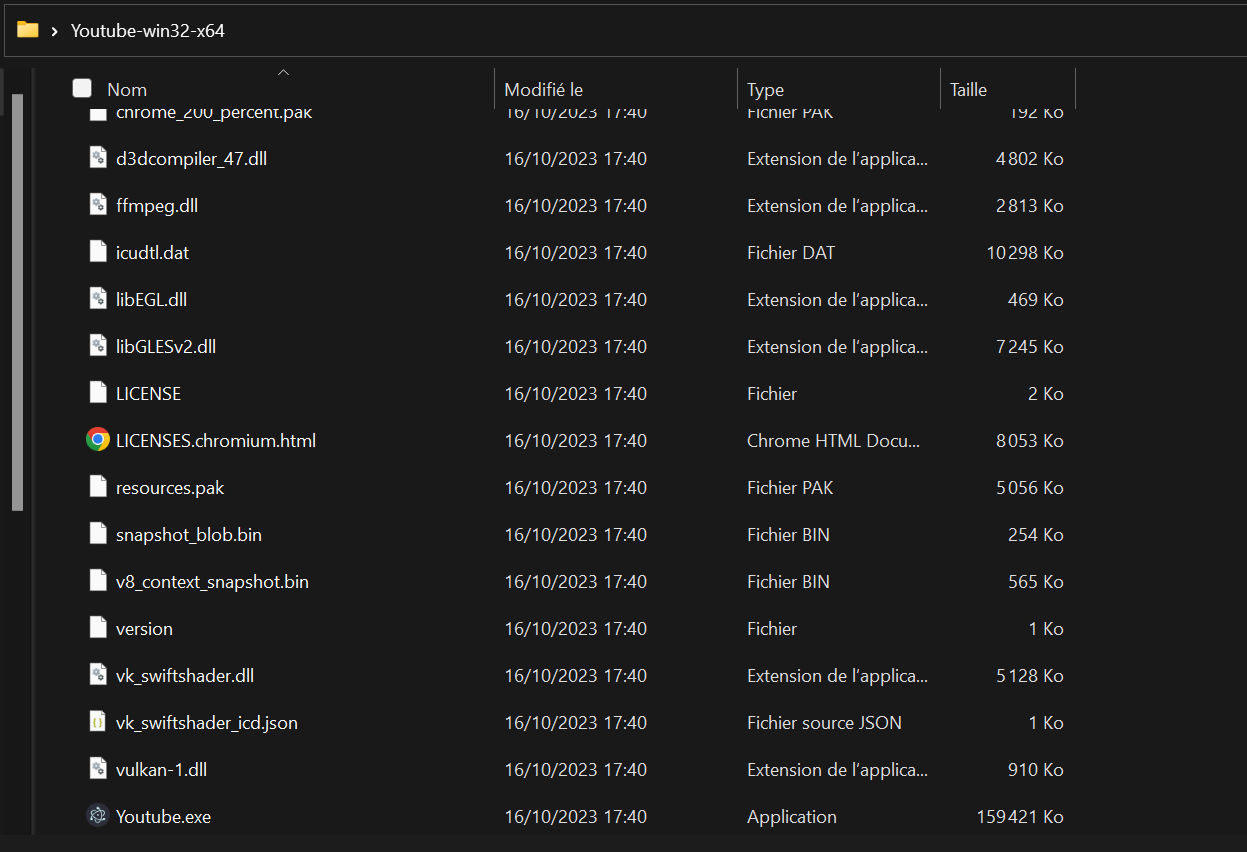 Youtube-win32-x64
Nom Modifié le Type Taille
chrome_200_percent.pak 16/10/2023 17:40 Fichier PAK 192 Ko
d3dcompiler_47.dll 16/10/2023 17:40 Extension de l'applica... 4 802 Ko
ffmpeg.dll 16/10/2023 17:40 Extension de l'applica... 2 813 Ko
icudtl.dat 16/10/2023 17:40 Fichier DAT 10 298 Ko
libEGL.dll 16/10/2023 17:40 Extension de l'applica... 469 Ko
libGLESv2.dll 16/10/2023 17:40 Extension de l'applica... 7 245 Ko
LICENSE 16/10/2023 17:40 Fichier 2 Ko
LICENSES.chromium.html 16/10/2023 17:40 Chrome HTML Docu... 8 053 Ko
resources.pak 16/10/2023 17:40 Fichier PAK 5 056 Ko
snapshot_blob.bin 16/10/2023 17:40 Fichier BIN 254 Ko
v8_context_snapshot.bin 16/10/2023 17:40 Fichier BIN 565 Ko
version 16/10/2023 17:40 Fichier 1 Ko
vk_swiftshader.dll 16/10/2023 17:40 Extension de l'applica... 5 128 Ko
vk_swiftshader_icd.json 16/10/2023 17:40 Fichier source JSON 1 Ko
vulkan-1.dll 16/10/2023 17:40 Extension de l'applica... 910 Ko
Youtube.exe 16/10/2023 17:40 Application 159 421 Ko